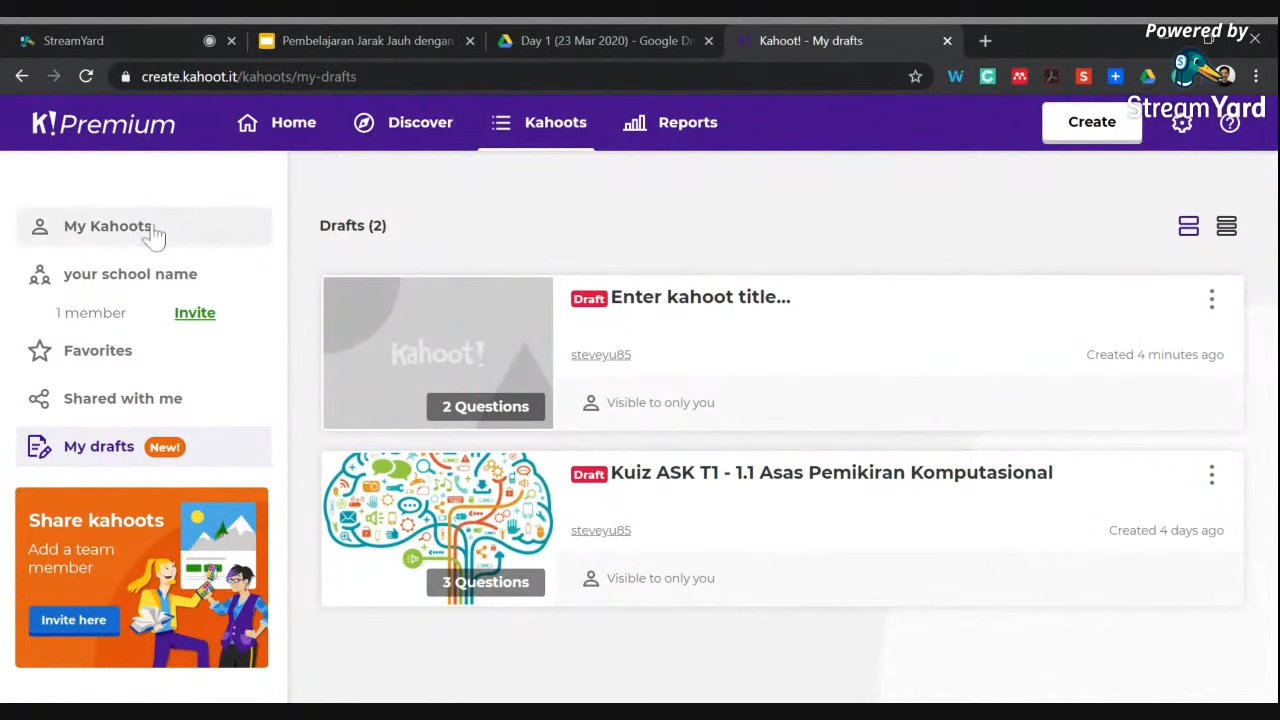 Powered by
StreamYard
StreamYard
Pembelajaran Jarak Jauh dengan
Day 1 (23 Mar 2020) - Google Dr
Kahoot! - My drafts
create.kahoot.it/kahoots/my-drafts
K!Premium
Home
Discover
Kahoots
Reports
Create
My Kahoots
your school name
1 member
Invite
Favorites
Shared with me
My drafts
New!
Share kahoots
Add a team
member
Invite here
Drafts (2)
Kahoot!
2 Questions
Draft Enter kahoot title...
steveyu85
Created 4 minutes ago
Visible to only you
3 Questions
Draft Kuiz ASK T1 - 1.1 Asas Pemikiran Komputasional
steveyu85
Created 4 days ago
Visible to only you